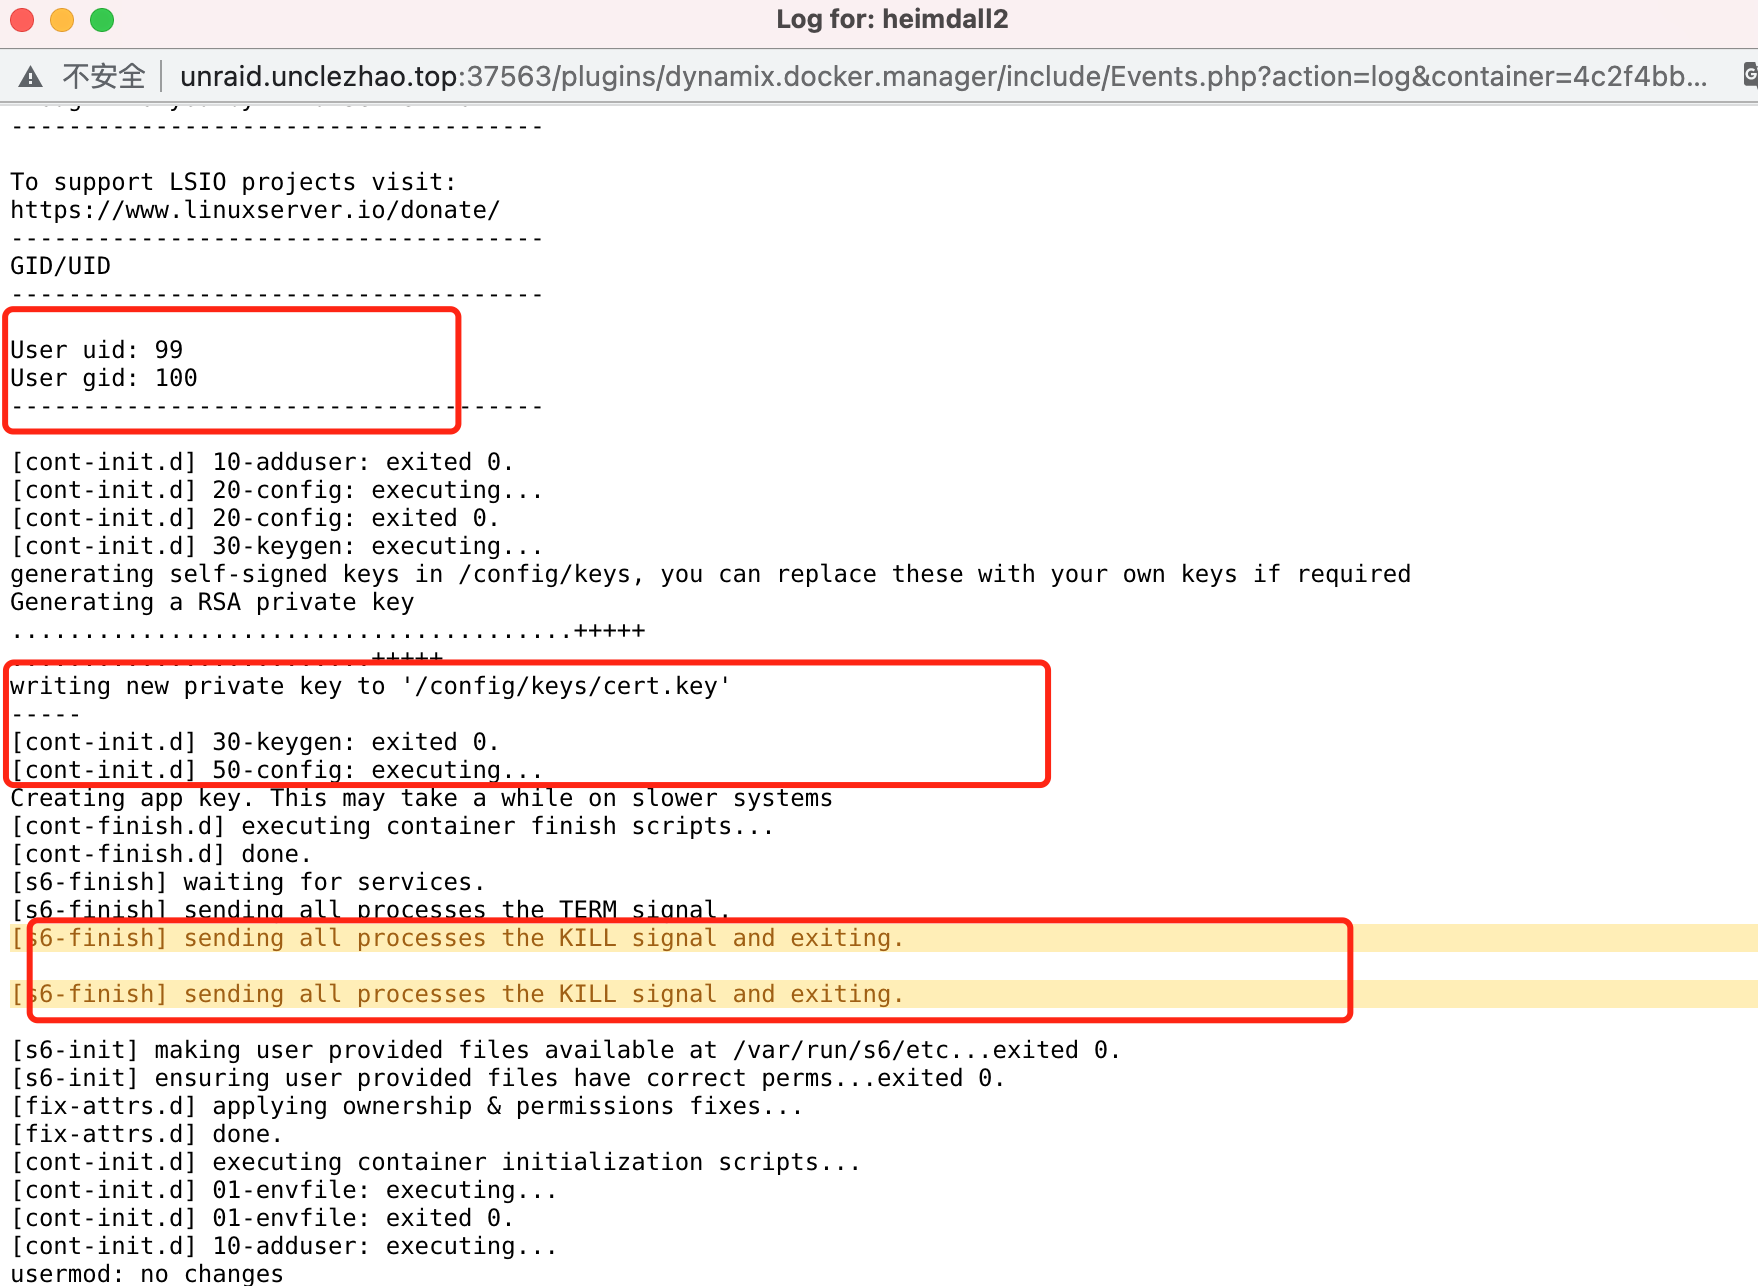 Log for: heimdall2
不安全 unraid.unclezhao.top:37563/plugins/dynamix.docker.manager/include/Events.php?action=log&container=4c2f4bb...
-------------------------------------
To support LSIO projects visit:
https://www.linuxserver.io/donate/
-------------------------------------
GID/UID
-------------------------------------
User uid: 99
User gid: 100
-------------------------------------
[cont-init.d] 10-adduser: exited 0.
[cont-init.d] 20-config: executing...
[cont-init.d] 20-config: exited 0.
[cont-init.d] 30-keygen: executing...
generating self-signed keys in /config/keys, you can replace these with your own keys if required
Generating a RSA private key
.......................................+++++
.........................+++++
writing new private key to '/config/keys/cert.key'
-----
[cont-init.d] 30-keygen: exited 0.
[cont-init.d] 50-config: executing...
Creating app key. This may take a while on slower systems
[cont-finish.d] executing container finish scripts...
[cont-finish.d] done.
[s6-finish] waiting for services.
[s6-finish] sending all processes the TERM signal.
[s6-finish] sending all processes the KILL signal and exiting.
[s6-finish] sending all processes the KILL signal and exiting.
[s6-init] making user provided files available at /var/run/s6/etc...exited 0.
[s6-init] ensuring user provided files have correct perms...exited 0.
[fix-attrs.d] applying ownership & permissions fixes...
[fix-attrs.d] done.
[cont-init.d] executing container initialization scripts...
[cont-init.d] 01-envfile: executing...
[cont-init.d] 01-envfile: exited 0.
[cont-init.d] 10-adduser: executing...
usermod: no changes